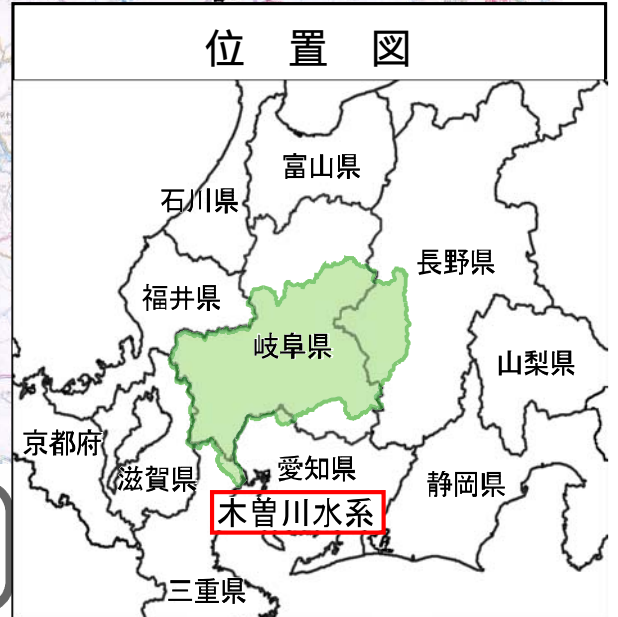 位置図
富山県
石川県
長野県
福井県
岐阜県
山梨県
京都府
滋賀県
愛知県
静岡県
木曽川水系
三重県